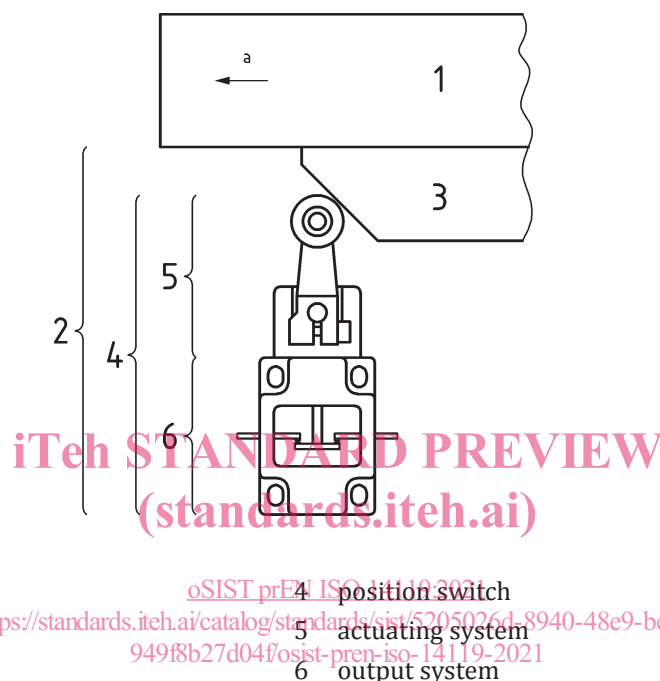 a
1
3
5
2
4
6
iTeh STANDARD PREVIEW
(standards.iteh.ai)
oSIST prEN ISO 14119:2021
4 position switch
ps://standards.iteh.ai/catalog/standards/sist/5205026d-8940-48e9-b
5 actuating system
949f8b27d04f/osist-pren-iso-14119-2021
6 output system